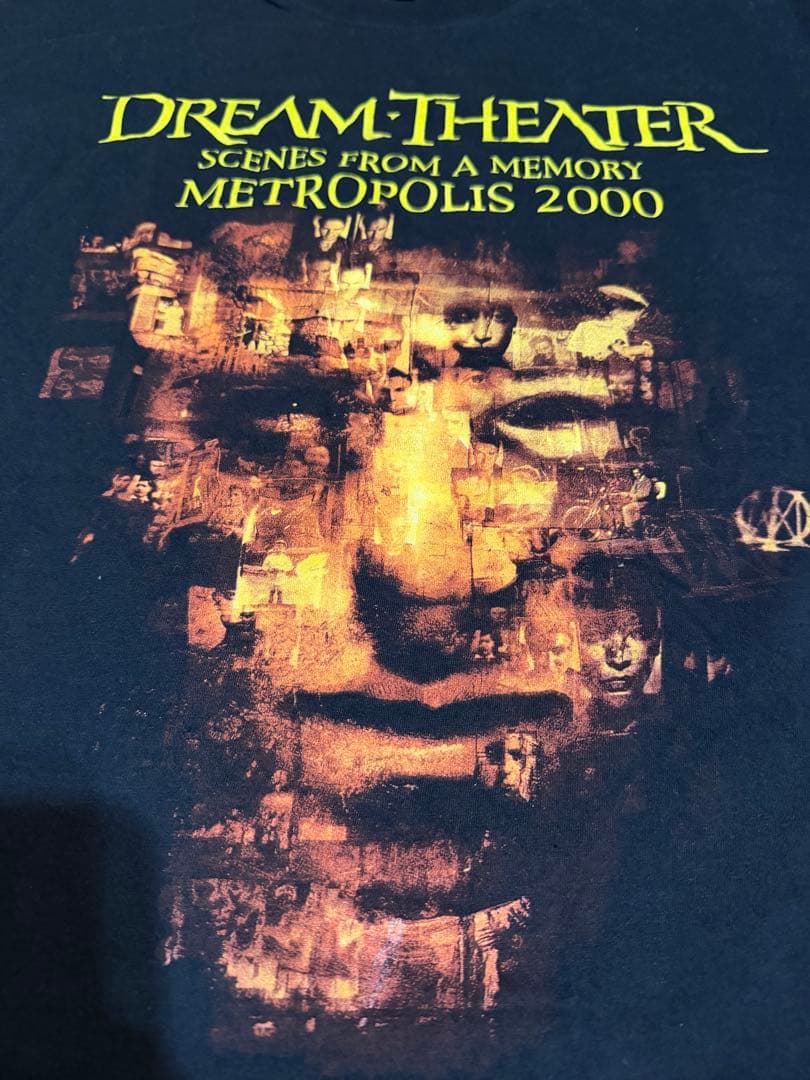 DREAM·THEATER
SCENES FROM A MEMORY
METROPOLIS 2000